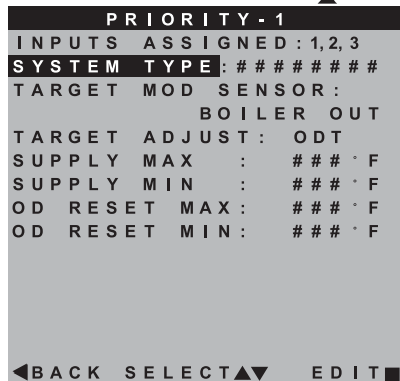 PRIORITY-1
INPUTS ASSIGNED:1,2,3
SYSTEM TYPE:########
TARGET MOD SENSOR:
BOILER OUT
TARGET ADJUST: ODT
SUPPLY MAX : ###°F
SUPPLY MIN : ###°F
OD RESET MAX: ###°F
OD RESET MIN: ###°F
◀BACK SELECT▲▼ EDIT■